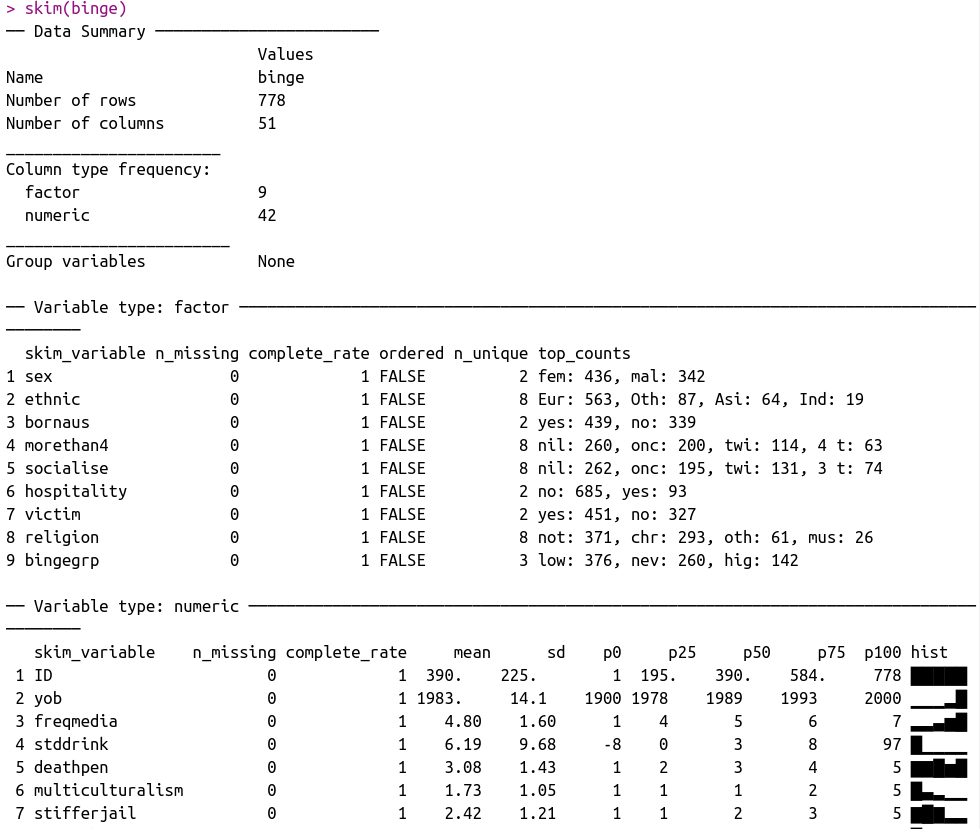 > skim(binge)
── Data Summary ────────────────────────
                           Values
Name                       binge
Number of rows             778
Number of columns          51
_______________________
Column type frequency:
  factor                   9
  numeric                  42
________________________
Group variables            None
── Variable type: factor ───────────────────────────────────────────────────────────────────────────────
────────
  skim_variable n_missing complete_rate ordered n_unique top_counts
1 sex                   0             1 FALSE          2 fem: 436, mal: 342
2 ethnic                0             1 FALSE          8 Eur: 563, Oth: 87, Asi: 64, Ind: 19
3 bornaus               0             1 FALSE          2 yes: 439, no: 339
4 morethan4             0             1 FALSE          8 nil: 260, onc: 200, twi: 114, 4 t: 63
5 socialise             0             1 FALSE          8 nil: 262, onc: 195, twi: 131, 3 t: 74
6 hospitality           0             1 FALSE          2 no: 685, yes: 93
7 victim                0             1 FALSE          2 yes: 451, no: 327
8 religion              0             1 FALSE          8 not: 371, chr: 293, oth: 61, mus: 26
9 bingegrp              0             1 FALSE          3 low: 376, nev: 260, hig: 142
── Variable type: numeric ──────────────────────────────────────────────────────────────────────────────
────────
   skim_variable    n_missing complete_rate     mean      sd    p0     p25     p50     p75  p100 hist
 1 ID                       0             1  390.    225.        1  195.    390.    584.     778 ▇▇▇▇▇
 2 yob                      0             1 1983.     14.1    1900 1978    1989    1993     2000 ▁▁▁▂▇
 3 freqmedia                0             1    4.80    1.60      1    4       5       6        7 ▂▂▃▇▇
 4 stddrink                 0             1    6.19    9.68     -8    0       3       8       97 ▇▁▁▁▁
 5 deathpen                 0             1    3.08    1.43      1    2       3       4        5 ▆▆▇▅▇
 6 multiculturalism         0             1    1.73    1.05      1    1       1       2        5 ▇▃▂▁▁
 7 stifferjail              0             1    2.42    1.21      1    1       2       3        5 ▆▇▆▂▂